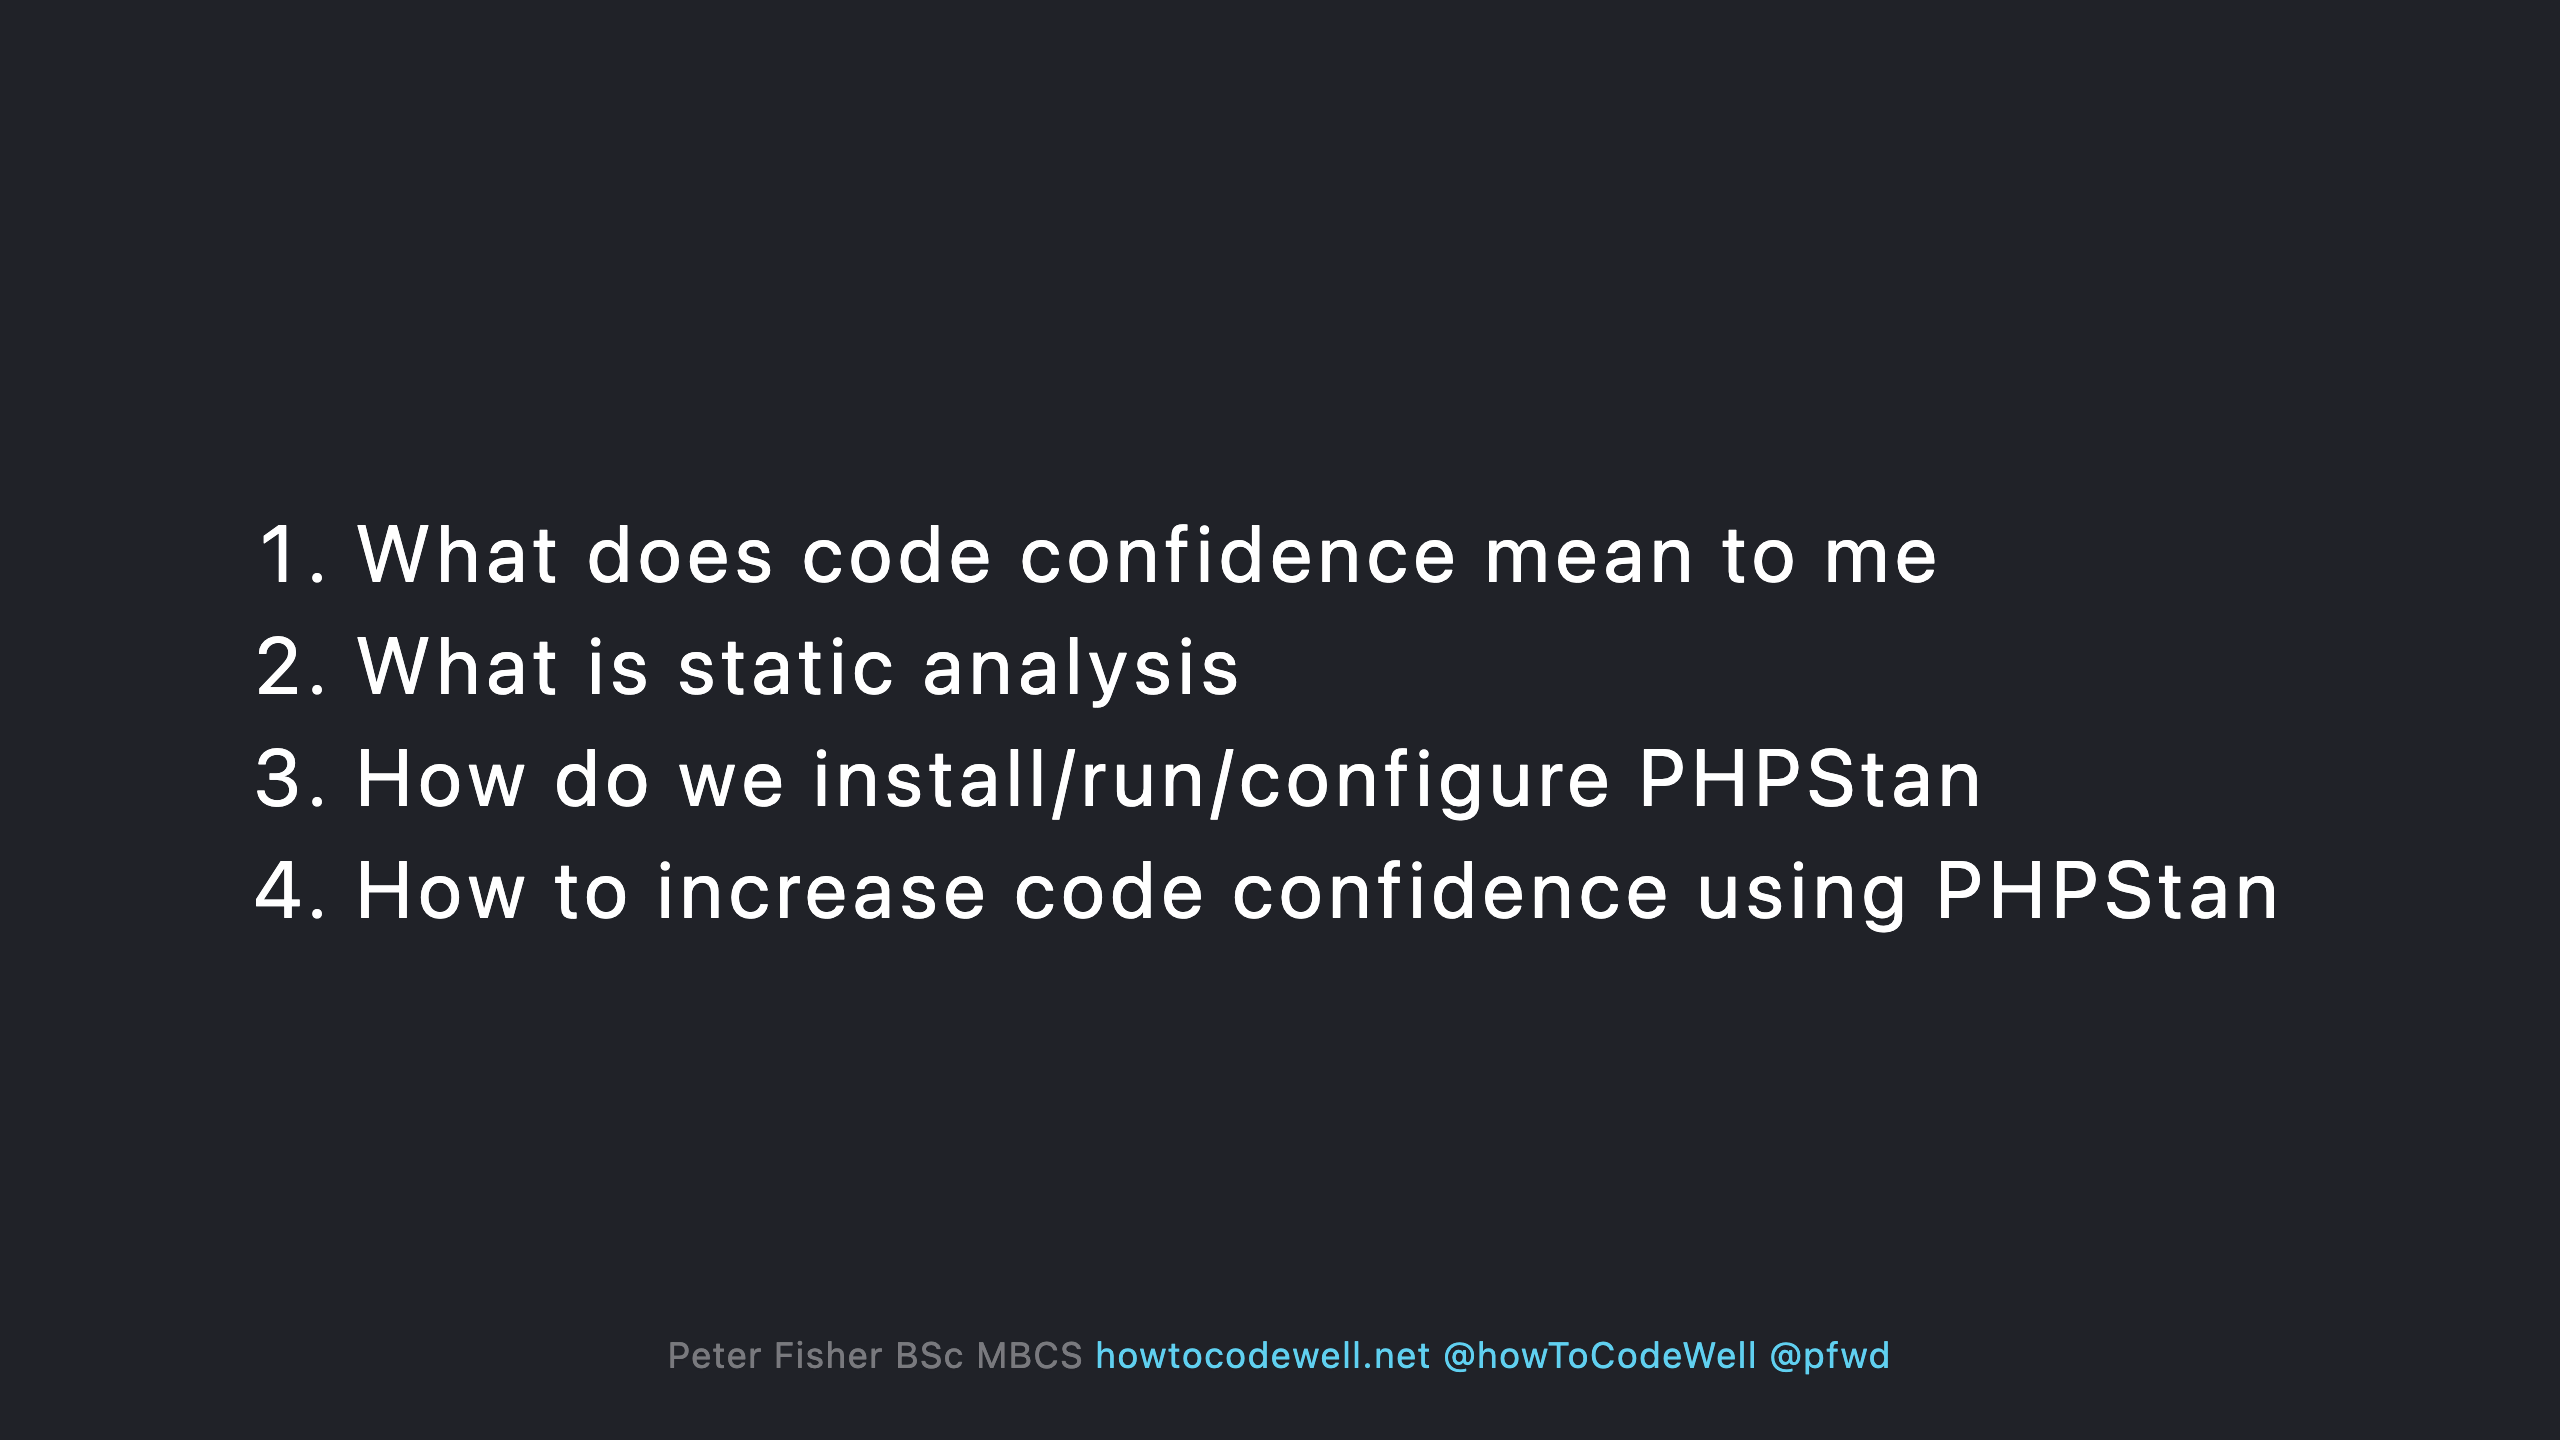 1. What does code confidence mean to me
2. What is static analysis
3. How do we install/run/configure PHPStan
4. How to increase code confidence using PHPStan
Peter Fisher BSc MBCS howtocodewell.net @howToCodeWell @pfwd